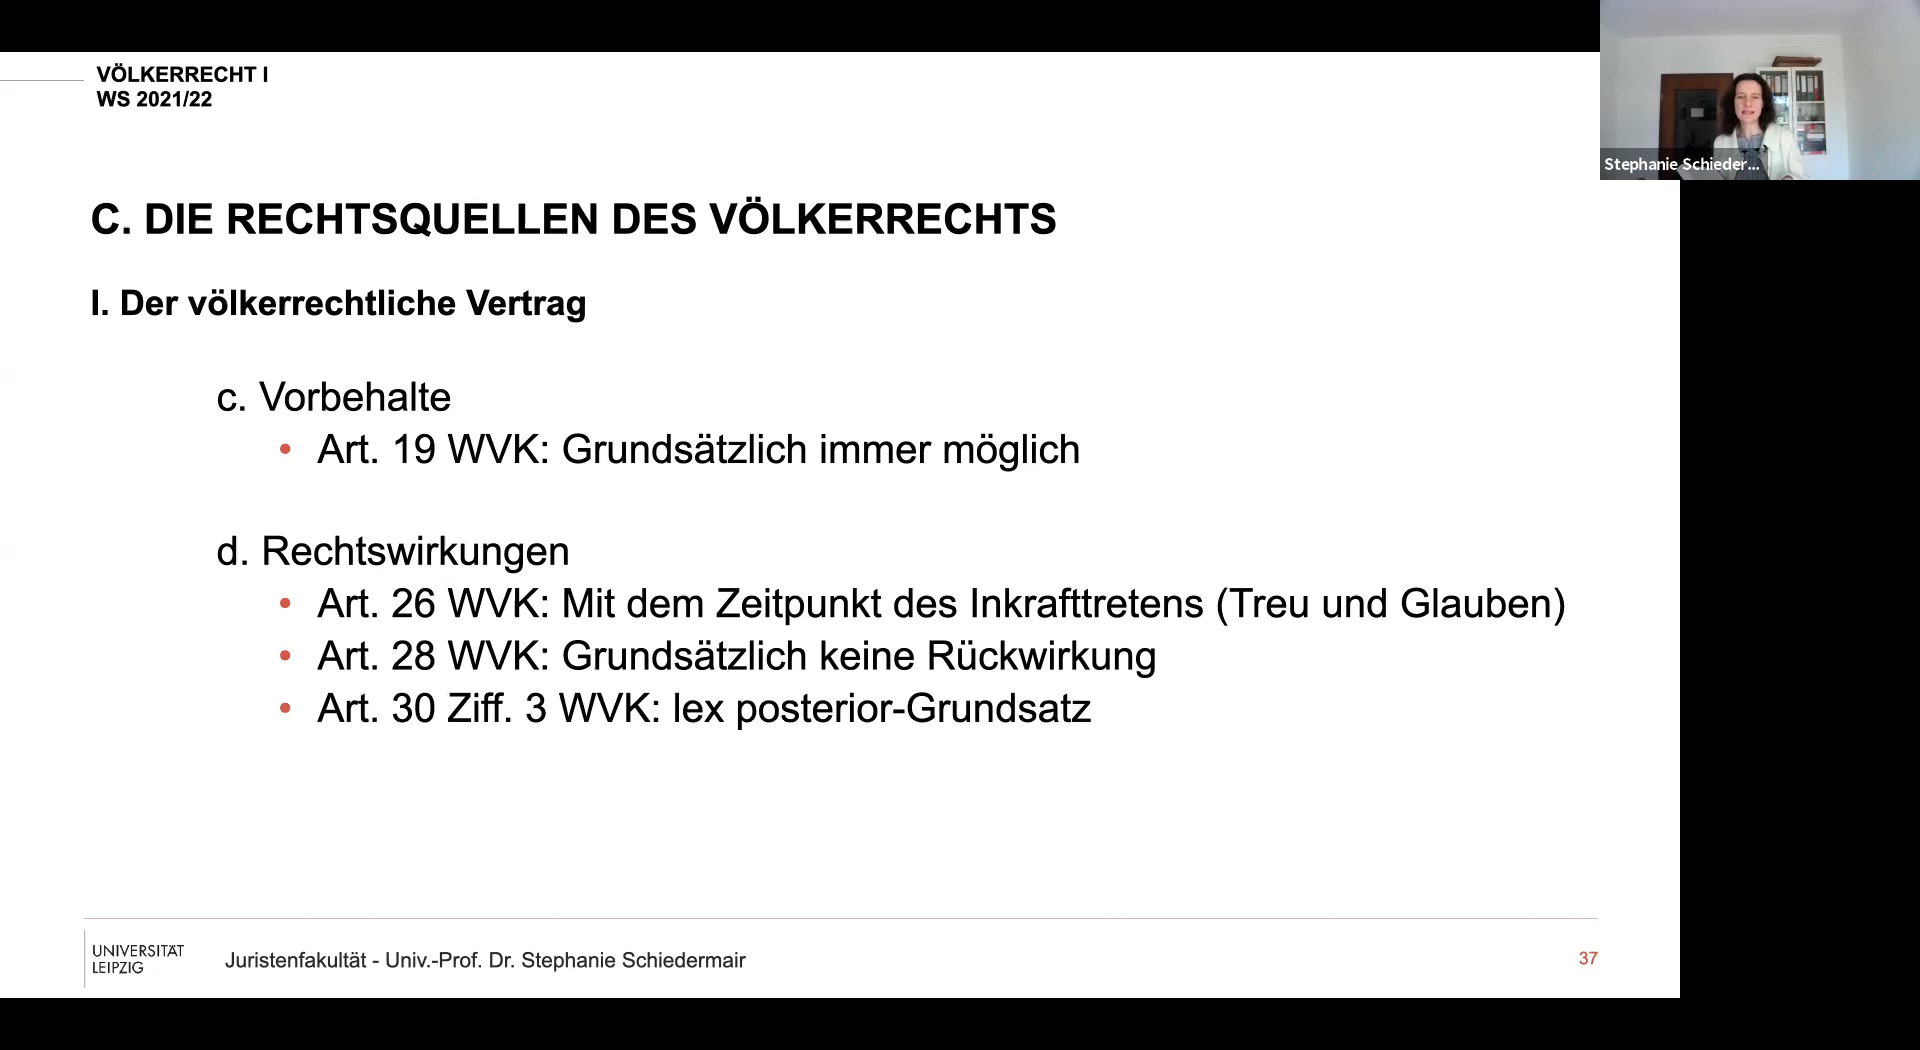 VÖLKERRECHT I
WS 2021/22
Stephanie Schieder...
C. DIE RECHTSQUELLEN DES VÖLKERRECHTS
I. Der völkerrechtliche Vertrag
c. Vorbehalte
• Art. 19 WVK: Grundsätzlich immer möglich
d. Rechtswirkungen
• Art. 26 WVK: Mit dem Zeitpunkt des Inkrafttretens (Treu und Glauben)
• Art. 28 WVK: Grundsätzlich keine Rückwirkung
• Art. 30 Ziff. 3 WVK: lex posterior-Grundsatz
UNIVERSITÄT
LEIPZIG
Juristenfakultät - Univ.-Prof. Dr. Stephanie Schiedermair
37